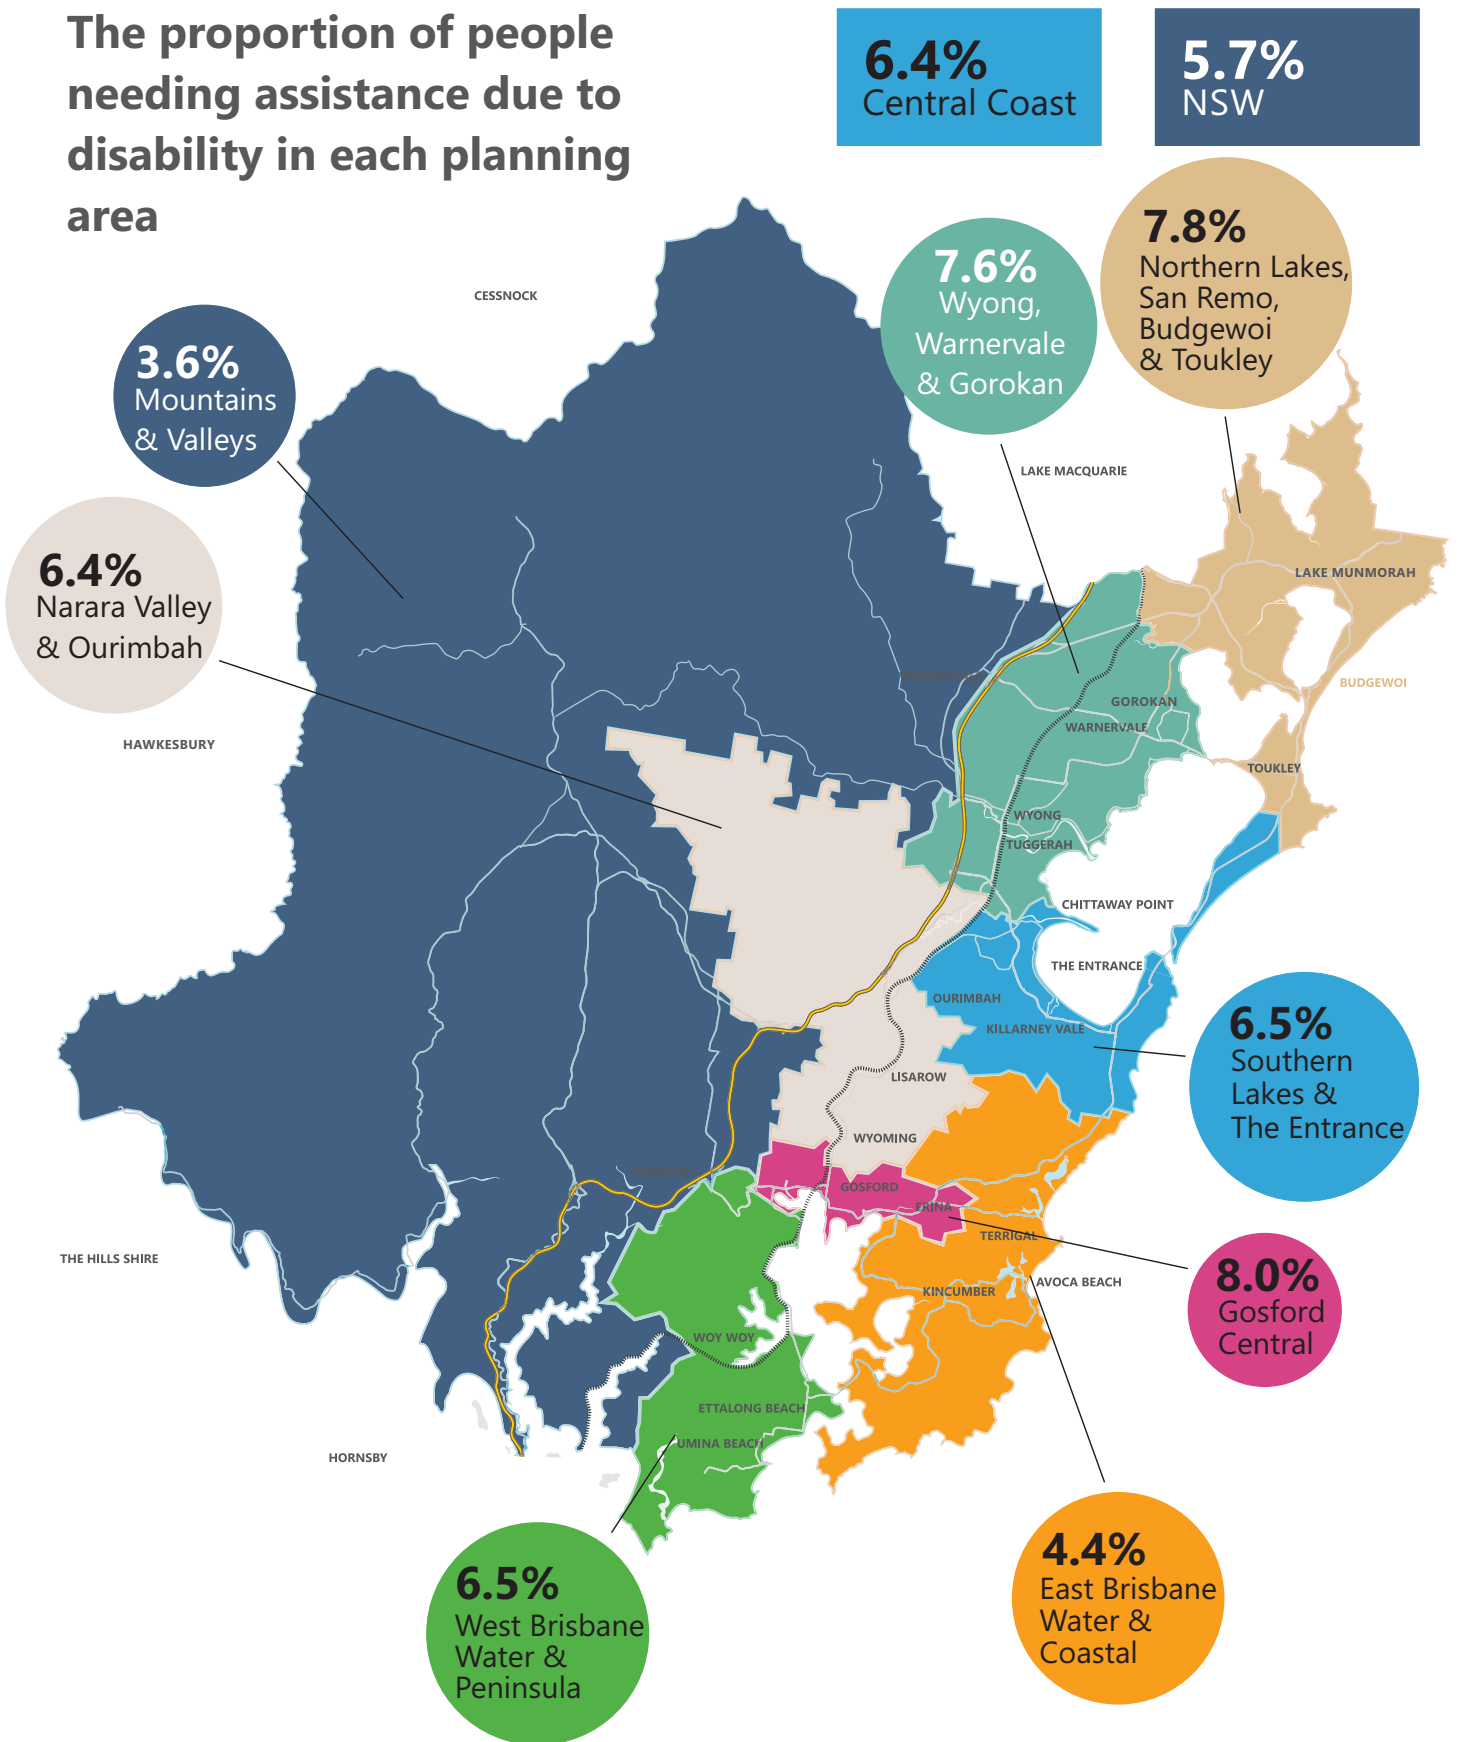 The proportion of people
needing assistance due to
disability in each planning
area
6.4%
Central Coast
5.7%
NSW
7.8%
Northern Lakes,
San Remo,
Budgewoi
& Toukley
7.6%
Wyong,
Warnervale
& Gorokan
CESSNOCK
3.6%
Mountains
& Valleys
LAKE MACQUARIE
6.4%
Narara Valley
& Ourimbah
LAKE MUNMORAH
BUDGEWOI
GOROKAN
WARNERVALE
HAWKESBURY
TOUKLEY
WYONG
TUGGERAH
CHITTAWAY POINT
THE ENTRANCE
OURIMBAH
KILLARNEY VALE
6.5%
Southern
Lakes &
The Entrance
LISAROW
WYOMING
GOSFORD
ERINA
TERRIGAL
THE HILLS SHIRE
AVOCA BEACH
KINCUMBER
8.0%
Gosford
Central
WOY WOY
ETTALONG BEACH
UMINA BEACH
HORNSBY
4.4%
East Brisbane
Water &
Coastal
6.5%
West Brisbane
Water &
Peninsula